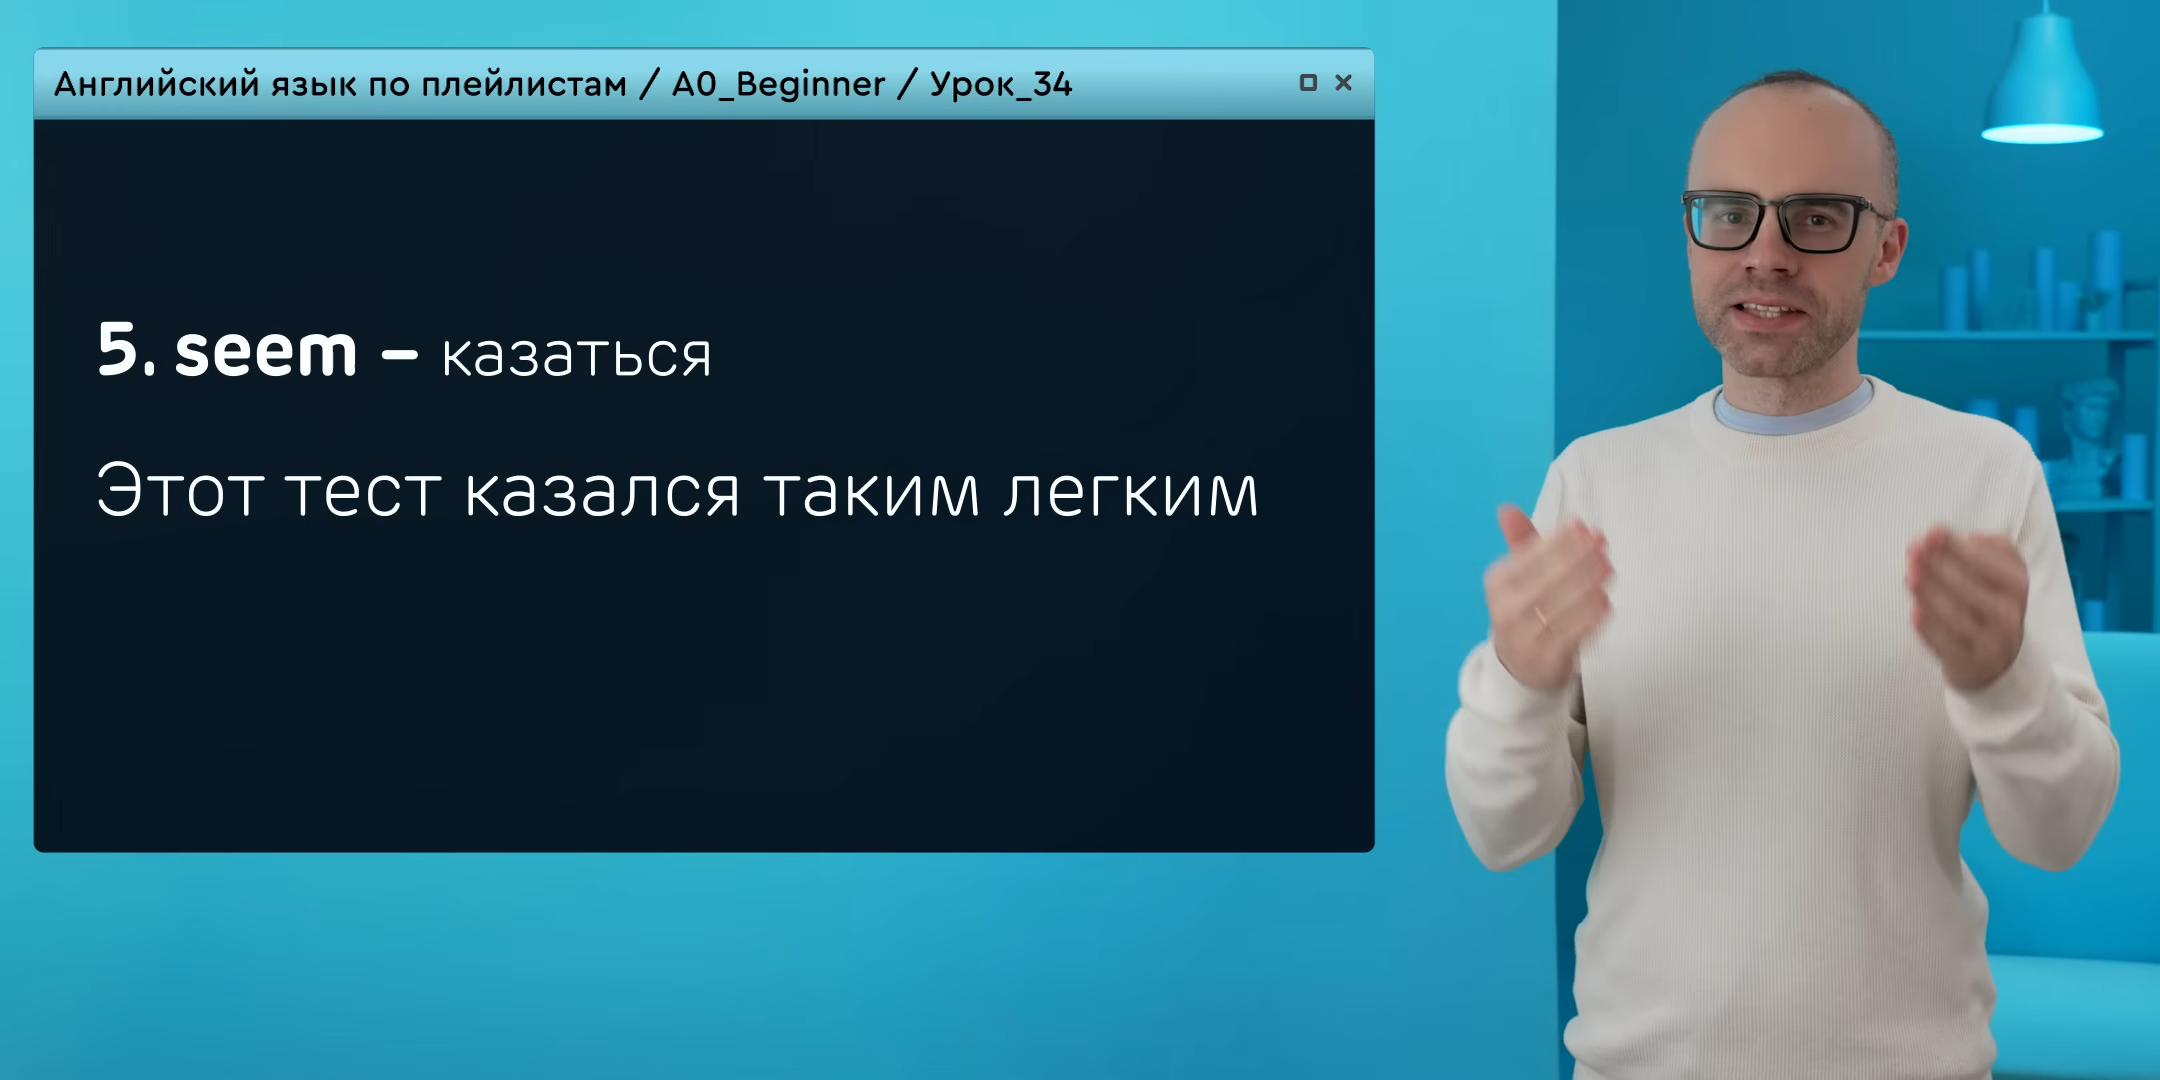 Английский язык по плейлистам / A0_Beginner / Урок_34
5. seem – казаться
Этот тест казался таким легким